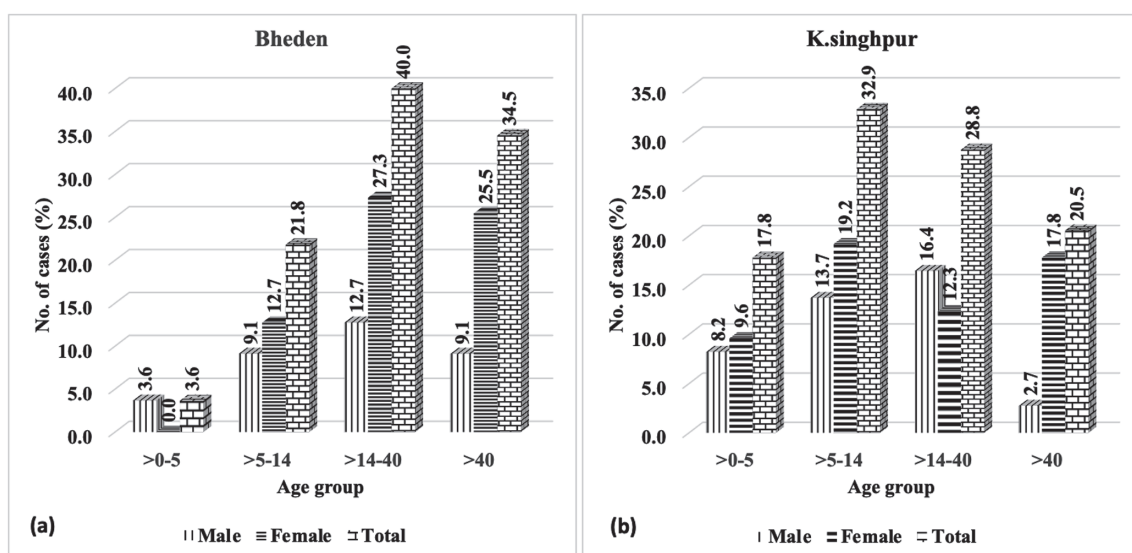 Bheden
No. of cases (%)
40.0
35.0
30.0
25.0
20.0
15.0
10.0
5.0
0.0
3.6 0.0 3.6
9.1 12.7 21.8
12.7 27.3 40.0
9.1 25.5 34.5
>0-5 >5-14 >14-40 >40
Age group
(a)
Male Female Total
K.singhpur
No. of cases (%)
35.0
30.0
25.0
20.0
15.0
10.0
5.0
0.0
8.2 9.6 17.8
13.7 19.2 32.9
16.4 12.3 28.8
2.7 17.8 20.5
>0-5 >5-14 >14-40 >40
Age group
(b)
Male Female Total